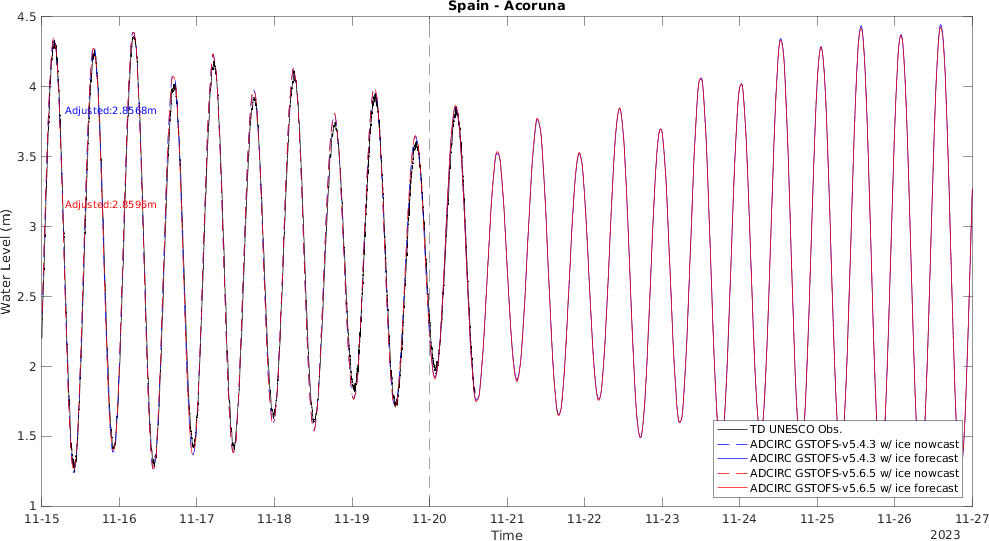 Spain - Acoruna
4.5
4
3.5
3
2.5
2
1.5
1
Water Level (m)
Adjusted:2.8568m
Adjusted:2.8595m
TD UNESCO Obs.
ADCIRC GSTOFS-v5.4.3 w/ ice nowcast
ADCIRC GSTOFS-v5.4.3 w/ ice forecast
ADCIRC GSTOFS-v5.6.5 w/ ice nowcast
ADCIRC GSTOFS-v5.6.5 w/ ice forecast
11-15 11-16 11-17 11-18 11-19 11-20 11-21 11-22 11-23 11-24 11-25 11-26 11-27
Time
2023